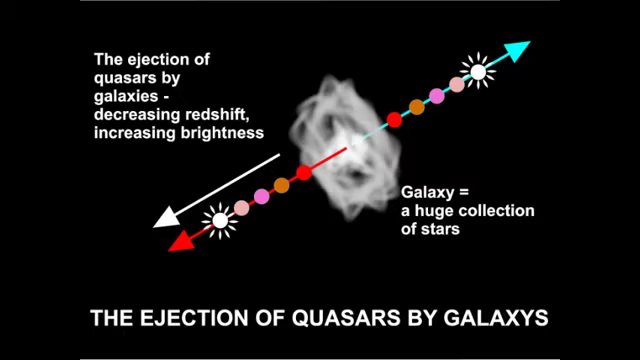 The ejection of
quasars by
galaxies -
decreasing redshift,
increasing brightness
Galaxy =
a huge collection
of stars
THE EJECTION OF QUASARS BY GALAXYS